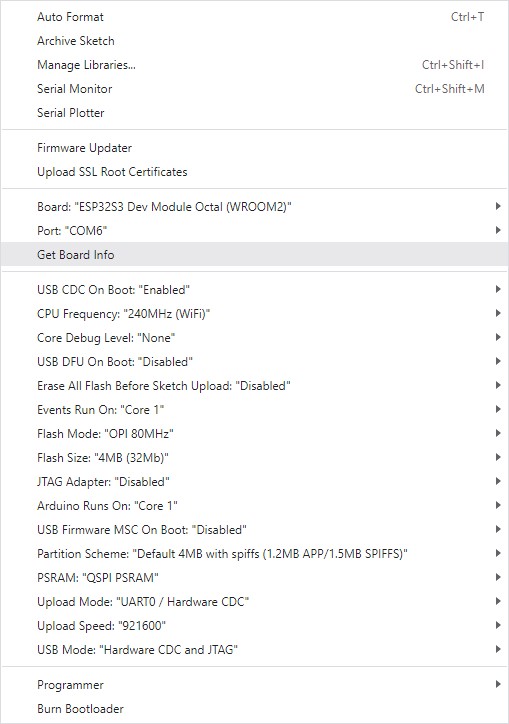 Auto Format Ctrl+T
Archive Sketch
Manage Libraries... Ctrl+Shift+I
Serial Monitor Ctrl+Shift+M
Serial Plotter
Firmware Updater
Upload SSL Root Certificates
Board: "ESP32S3 Dev Module Octal (WROOM2)"
Port: "COM6"
Get Board Info
USB CDC On Boot: "Enabled"
CPU Frequency: "240MHz (WiFi)"
Core Debug Level: "None"
USB DFU On Boot: "Disabled"
Erase All Flash Before Sketch Upload: "Disabled"
Events Run On: "Core 1"
Flash Mode: "OPI 80MHz"
Flash Size: "4MB (32Mb)"
JTAG Adapter: "Disabled"
Arduino Runs On: "Core 1"
USB Firmware MSC On Boot: "Disabled"
Partition Scheme: "Default 4MB with spiffs (1.2MB APP/1.5MB SPIFFS)"
PSRAM: "QSPI PSRAM"
Upload Mode: "UART0 / Hardware CDC"
Upload Speed: "921600"
USB Mode: "Hardware CDC and JTAG"
Programmer
Burn Bootloader